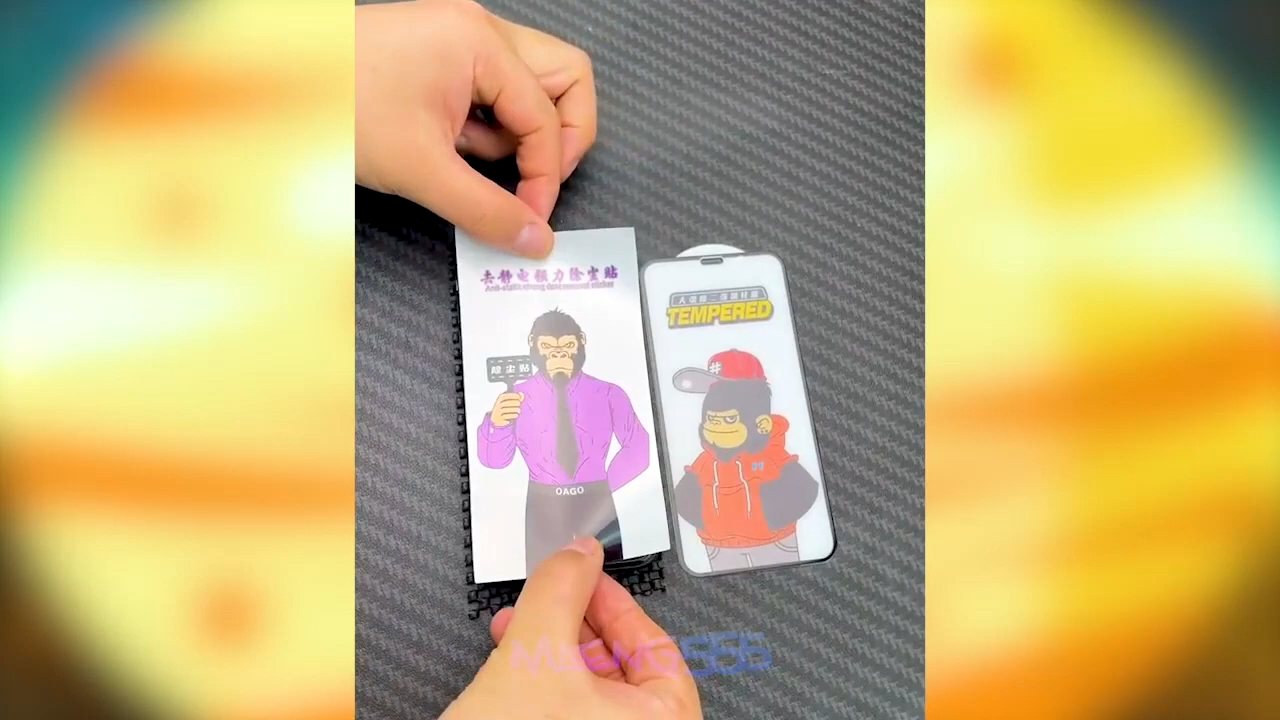 去静电强力除尘贴
Anti-static strong dust removal sticker
除尘贴
OAGO
TEMPERED
MAENG555